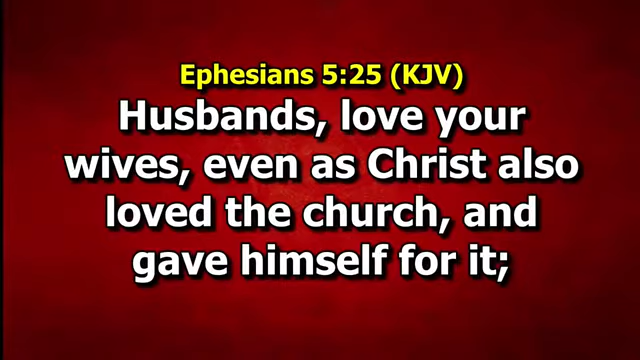 Ephesians 5:25 (KJV)
Husbands, love your
wives, even as Christ also
loved the church, and
gave himself for it;